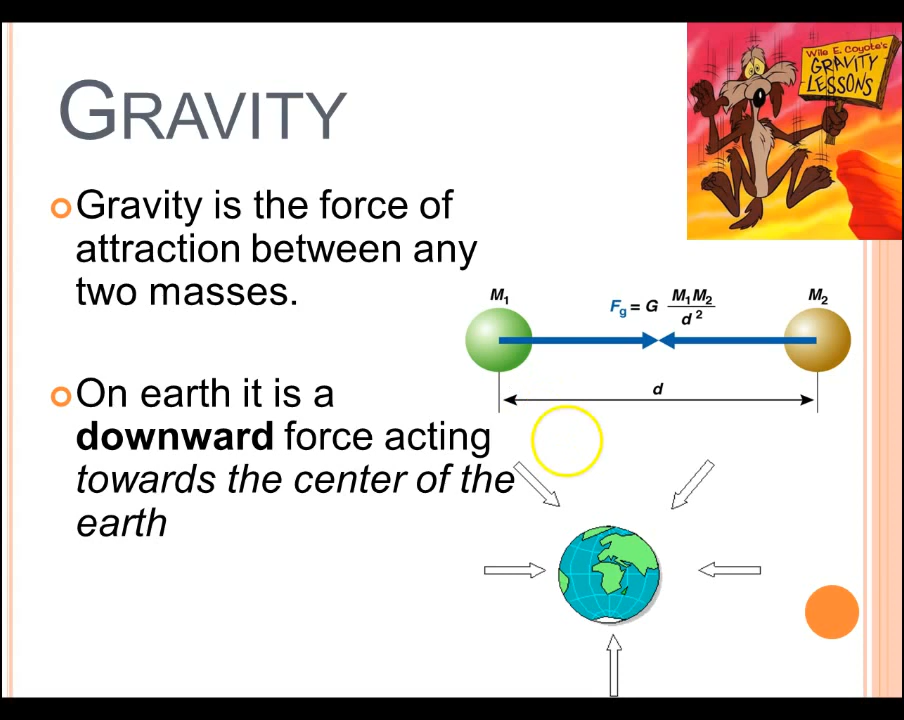 GRAVITY
Wile E. Coyote's
GRAVITY
LESSONS
Gravity is the force of
attraction between any
two masses.
M₁
F_g = G M₁M₂ / d²
M₂
d
On earth it is a
downward force acting
towards the center of the
earth